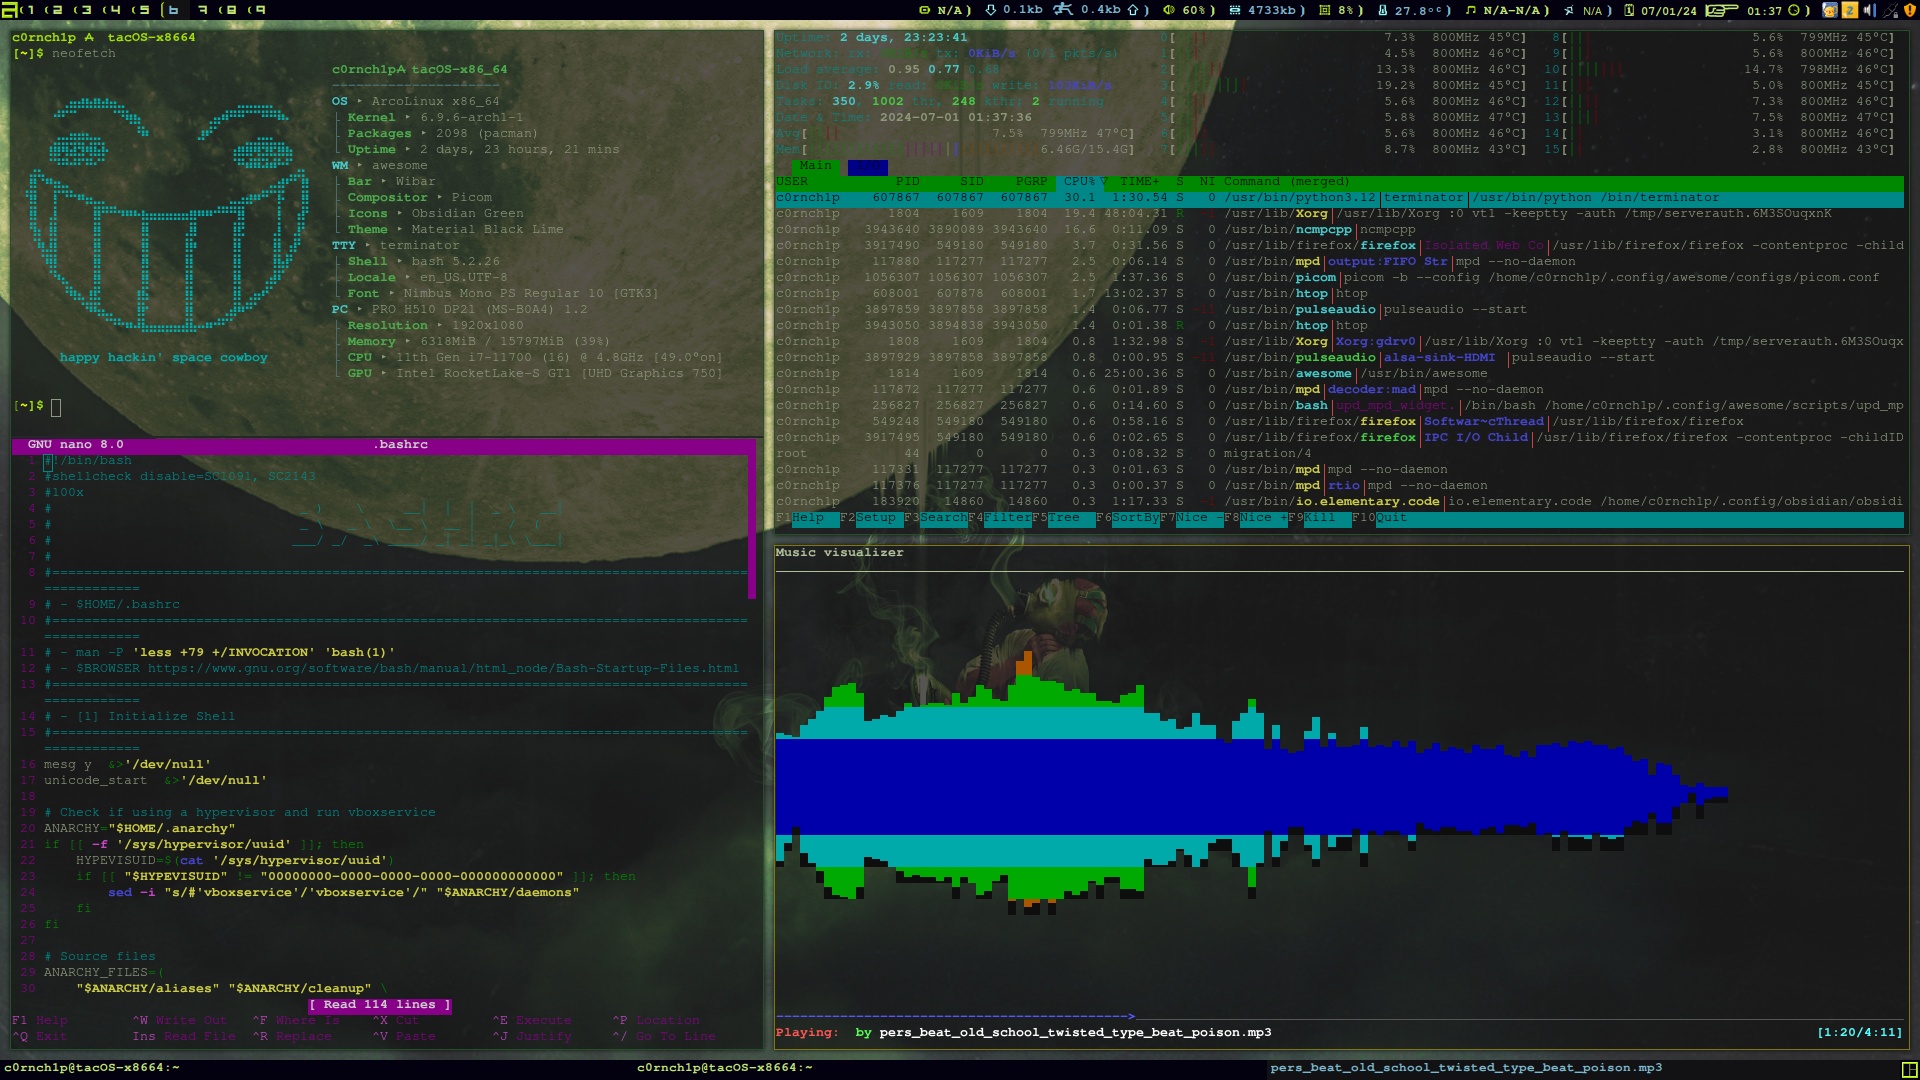 1 2 3 4 5 6 7 8 9 N/A ) 0.1kb 0.4kb ) 60% ) 4733kb ) 8% ) 27.8°C ) N/A-N/A ) N/A ) 07/01/24 01:37 )
c0rnch1p tacOS-x8664
[~]$ neofetch
c0rnch1p tacOS-x86_64
OS ‣ ArcoLinux x86_64
Kernel ‣ 6.9.6-arch1-1
Packages ‣ 2098 (pacman)
Uptime ‣ 2 days, 23 hours, 21 mins
WM ‣ awesome
Bar ‣ Wibar
Compositor ‣ Picom
Icons ‣ Obsidian Green
Theme ‣ Material Black Lime
TTY ‣ terminator
Shell ‣ bash 5.2.26
Locale ‣ en_US.UTF-8
Font ‣ Nimbus Mono PS Regular 10 [GTK3]
PC ‣ PRO H510 DP21 (MS-B0A4) 1.2
Resolution ‣ 1920x1080
Memory ‣ 6318MiB / 15797MiB (39%)
CPU ‣ 11th Gen i7-11700 (16) @ 4.8GHz [49.0°on]
GPU ‣ Intel RocketLake-S GT1 [UHD Graphics 750]
happy hackin' space cowboy
[~]$
GNU nano 8.0 .bashrc
1 #!/bin/bash
2 #shellcheck disable=SC1091, SC2143
3 #100x
4 #
5 #
6 #
7 #
8 #================
9 # - $HOME/.bashrc
10 #================
11 # - man -P 'less +79 +/INVOCATION' 'bash(1)'
12 # - $BROWSER https://www.gnu.org/software/bash/manual/html_node/Bash-Startup-Files.html
13 #================
14 # - [1] Initialize Shell
15 #================
16 mesg y &>'/dev/null'
17 unicode_start &>'/dev/null'
18
19 # Check if using a hypervisor and run vboxservice
20 ANARCHY="$HOME/.anarchy"
21 if [[ -f '/sys/hypervisor/uuid' ]]; then
22 HYPEVISUID=$(cat '/sys/hypervisor/uuid')
23 if [[ "$HYPEVISUID" != "00000000-0000-0000-0000-000000000000" ]]; then
24 sed -i "s/#'vboxservice'/'vboxservice'/" "$ANARCHY/daemons"
25 fi
26 fi
27
28 # Source files
29 ANARCHY_FILES=(
30 "$ANARCHY/aliases" "$ANARCHY/cleanup" \
[ Read 114 lines ]
F1 Help ^W Write Out ^F Where Is ^X Cut ^E Execute ^P Location
^Q Exit Ins Read File ^R Replace ^V Paste ^J Justify ^/ Go To Line
Uptime: 2 days, 23:23:41 0[ 7.3% 800MHz 45°C] 8[ 5.6% 799MHz 45°C]
Network: rx: tx: 0KiB/s (0/1 pkts/s) 1[ 4.5% 800MHz 46°C] 9[ 5.6% 800MHz 46°C]
Load average: 0.95 0.77 0.68 2[ 13.3% 800MHz 46°C] 10[ 14.7% 798MHz 46°C]
Disk IO: 2.9% read: write: 103KiB/s 3[ 19.2% 800MHz 46°C] 11[ 5.0% 800MHz 46°C]
Tasks: 350, 1002 thr, 248 kthr; 2 running 4[ 5.6% 800MHz 46°C] 12[ 7.3% 800MHz 46°C]
Date & Time: 2024-07-01 01:37:36 5[ 5.8% 800MHz 47°C] 13[ 7.5% 800MHz 47°C]
Avg[ 7.5% 799MHz 47°C] 6[ 5.6% 800MHz 46°C] 14[ 3.1% 800MHz 46°C]
Mem[ 6.46G/15.4G] 7[ 8.7% 800MHz 43°C] 15[ 2.8% 800MHz 43°C]
Main I/O
USER PID SID PGRP CPU%▽ TIME+ S NI Command (merged)
c0rnch1p 607867 607867 607867 30.1 1:30.54 S 0 /usr/bin/python3.12│terminator│/usr/bin/python /bin/terminator
c0rnch1p 1804 1609 1804 19.4 48:04.31 R -1 /usr/lib/Xorg│/usr/lib/Xorg :0 vt1 -keeptty -auth /tmp/serverauth.6M3SOuqxnK
c0rnch1p 3943640 3890089 3943640 16.6 0:11.09 S 0 /usr/bin/ncmpcpp│ncmpcpp
c0rnch1p 3917490 549180 549180 3.7 0:31.56 S 0 /usr/lib/firefox/firefox│Isolated Web Co│/usr/lib/firefox/firefox -contentproc -child
c0rnch1p 117880 117277 117277 2.5 0:06.14 S 0 /usr/bin/mpd│output:FIFO Str│mpd --no-daemon
c0rnch1p 1056307 1056307 1056307 2.5 1:37.36 S 0 /usr/bin/picom│picom -b --config /home/c0rnch1p/.config/awesome/configs/picom.conf
c0rnch1p 608001 607878 608001 1.7 13:02.37 S 0 /usr/bin/htop│htop
c0rnch1p 3897859 3897858 3897858 1.4 0:06.77 S -11 /usr/bin/pulseaudio│pulseaudio --start
c0rnch1p 3943050 3894838 3943050 1.4 0:01.38 R 0 /usr/bin/htop│htop
c0rnch1p 1808 1609 1804 0.8 1:32.98 S -1 /usr/lib/Xorg│Xorg:gdrv0│/usr/lib/Xorg :0 vt1 -keeptty -auth /tmp/serverauth.6M3SOuqx
c0rnch1p 3897929 3897858 3897858 0.8 0:00.95 S -11 /usr/bin/pulseaudio│alsa-sink-HDMI │pulseaudio --start
c0rnch1p 1814 1609 1814 0.6 25:00.36 S 0 /usr/bin/awesome│/usr/bin/awesome
c0rnch1p 117872 117277 117277 0.6 0:01.89 S 0 /usr/bin/mpd│decoder:mad│mpd --no-daemon
c0rnch1p 256827 256827 256827 0.6 0:14.60 S 0 /usr/bin/bash│upd_mpd_widget.│/bin/bash /home/c0rnch1p/.config/awesome/scripts/upd_mp
c0rnch1p 549248 549180 549180 0.6 0:58.16 S 0 /usr/lib/firefox/firefox│Softwar~cThread│/usr/lib/firefox/firefox
c0rnch1p 3917495 549180 549180 0.6 0:02.65 S 0 /usr/lib/firefox/firefox│IPC I/O Child│/usr/lib/firefox/firefox -contentproc -childID
root 44 0 0 0.3 0:08.32 S 0 migration/4
c0rnch1p 117331 117277 117277 0.3 0:01.63 S 0 /usr/bin/mpd│mpd --no-daemon
c0rnch1p 117376 117277 117277 0.3 0:00.37 S 0 /usr/bin/mpd│rtio│mpd --no-daemon
c0rnch1p 183920 14860 14860 0.3 1:17.33 S -1 /usr/bin/io.elementary.code│io.elementary.code /home/c0rnch1p/.config/obsidian/obsidi
F1Help F2Setup F3SearchF4FilterF5Tree F6SortByF7Nice -F8Nice +F9Kill F10Quit
Music visualizer
Playing: by pers_beat_old_school_twisted_type_beat_poison.mp3 [1:20/4:11]
c0rnch1p@tacOS-x8664:~ c0rnch1p@tacOS-x8664:~ pers_beat_old_school_twisted_type_beat_poison.mp3